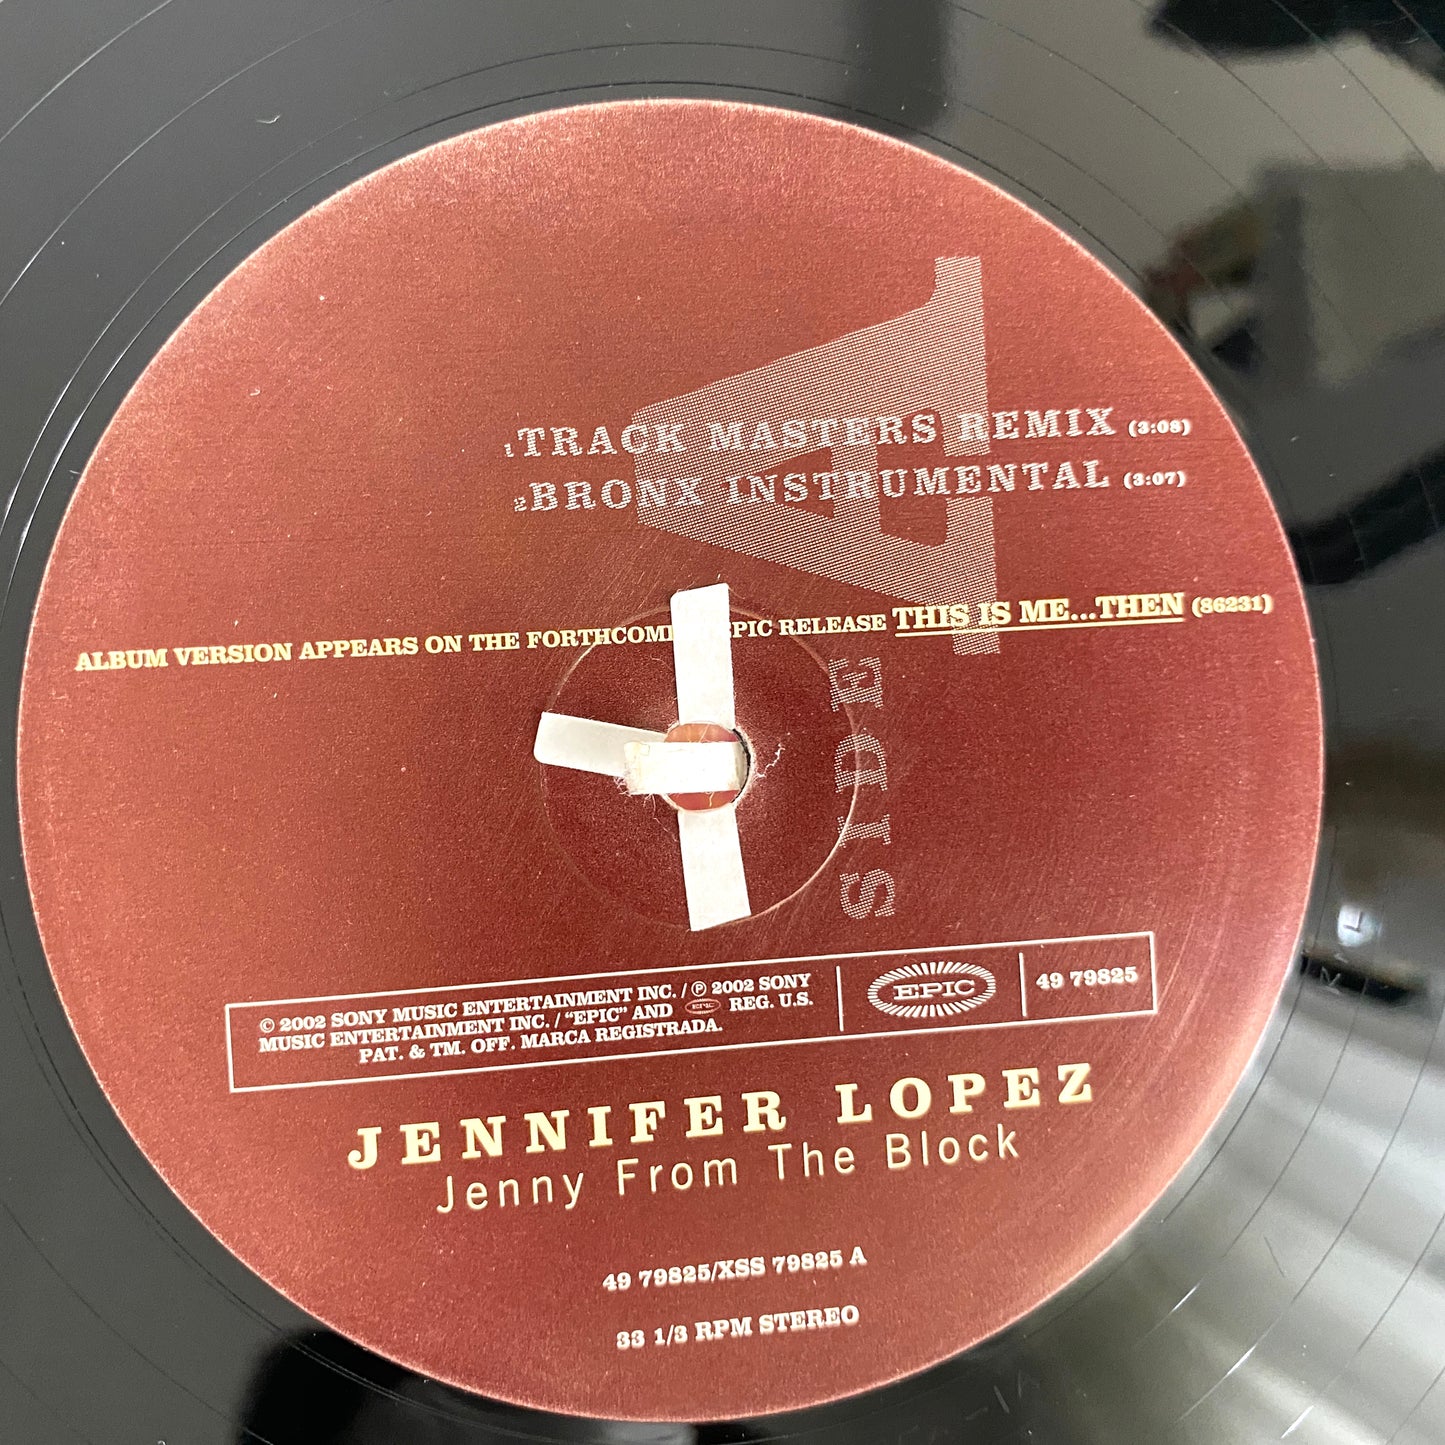 1 TRACK MASTERS REMIX (3:08)
2 BRONX INSTRUMENTAL (3:07)
ALBUM VERSION APPEARS ON THE FORTHCOMI EPIC RELEASE THIS IS ME...THEN (86231)
SIDE A
© 2002 SONY MUSIC ENTERTAINMENT INC. / ℗ 2002 SONY
MUSIC ENTERTAINMENT INC. / “EPIC” AND EPIC REG. U.S.
PAT. & TM. OFF. MARCA REGISTRADA.
EPIC
49 79825
JENNIFER LOPEZ
Jenny From The Block
49 79825/XSS 79825 A
33 1/3 RPM STEREO